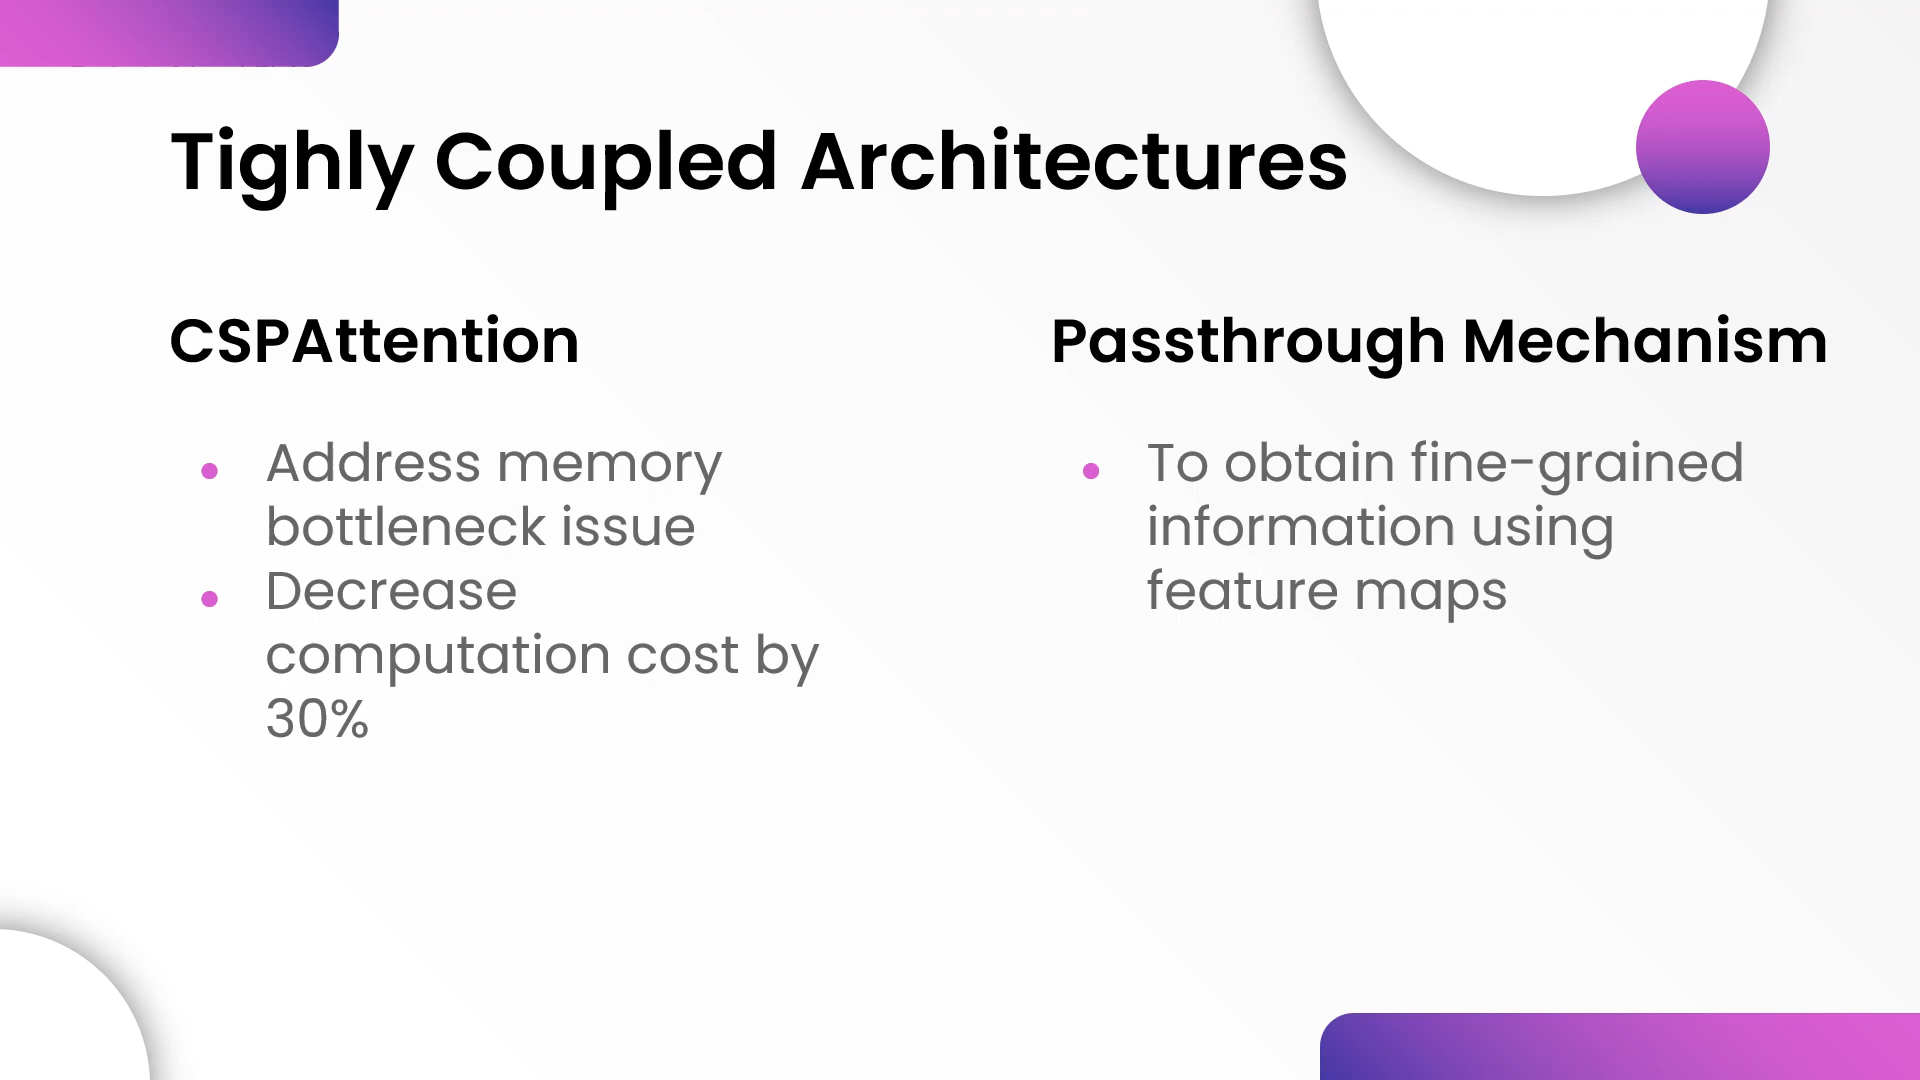 Tighly Coupled Architectures
CSPAttention
Address memory
bottleneck issue
Decrease
computation cost by
30%
Passthrough Mechanism
To obtain fine-grained
information using
feature maps